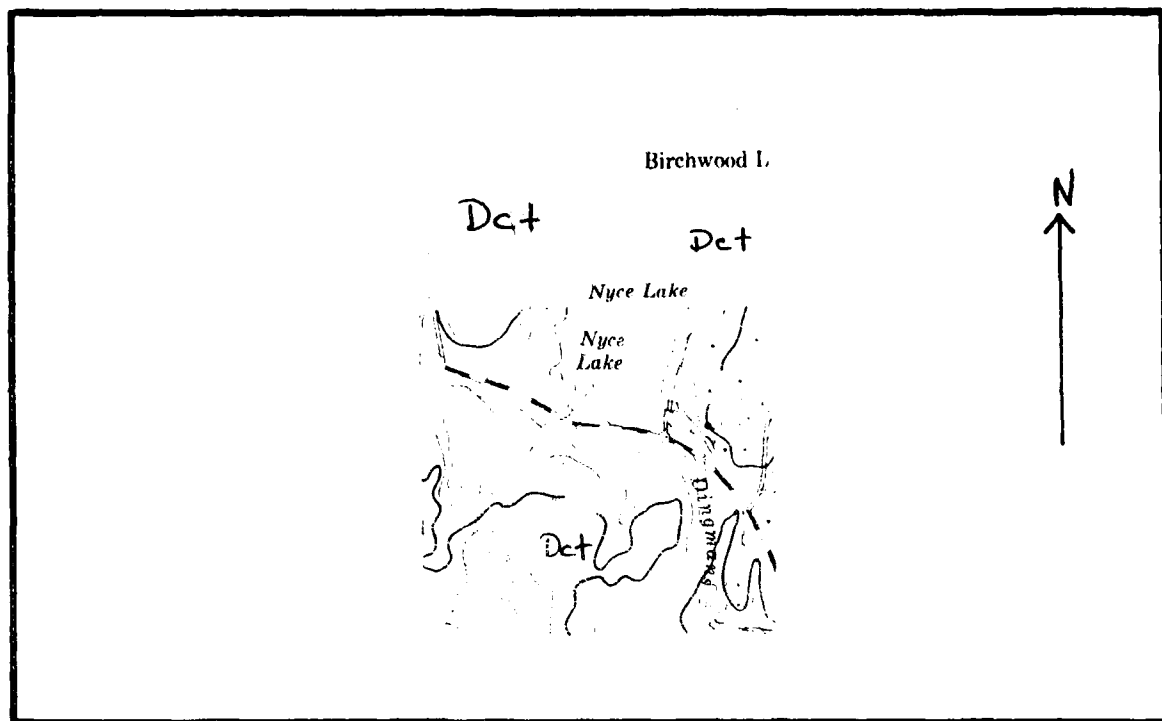 Birchwood L
N
Dct
Dct
Nyce Lake
Nyce
Lake
Dingmans
Dct